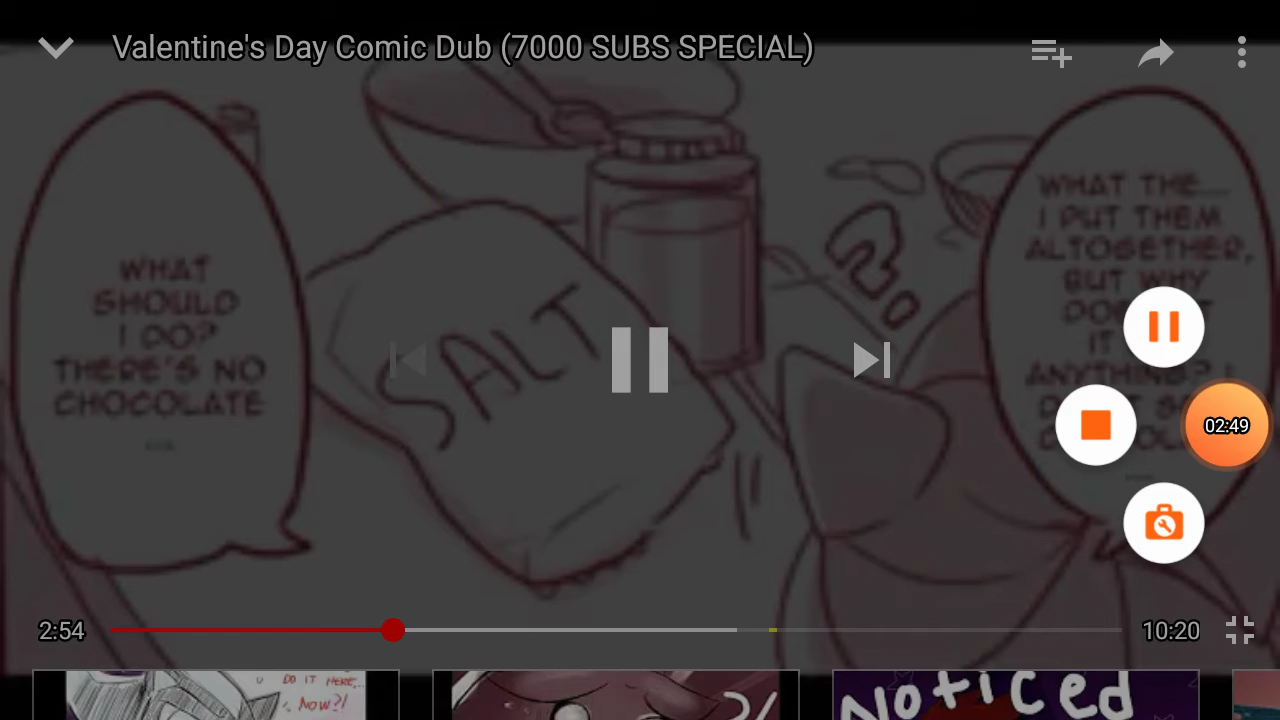 Valentine's Day Comic Dub (7000 SUBS SPECIAL)
WHAT
SHOULD
I DO?
THERE'S NO
CHOCOLATE
...
SALT
?!
WHAT THE...
I PUT THEM
ALTOGETHER,
BUT WHY
IT
ANYTHING?
02:49
2:54
10:20
DO IT HERE...
NOW?!
?/
NOTICED